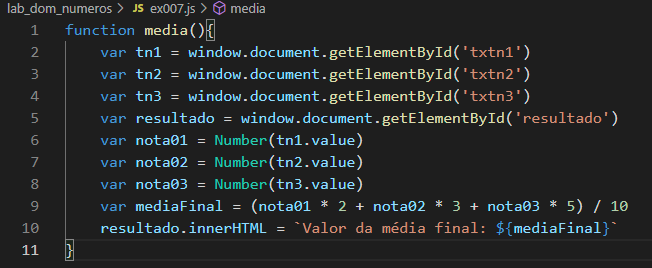 lab_dom_numeros > JS ex007.js > media
1 function media(){
2 var tn1 = window.document.getElementById('txtn1')
3 var tn2 = window.document.getElementById('txtn2')
4 var tn3 = window.document.getElementById('txtn3')
5 var resultado = window.document.getElementById('resultado')
6 var nota01 = Number(tn1.value)
7 var nota02 = Number(tn2.value)
8 var nota03 = Number(tn3.value)
9 var mediaFinal = (nota01 * 2 + nota02 * 3 + nota03 * 5) / 10
10 resultado.innerHTML = `Valor da média final: ${mediaFinal}`
11 }